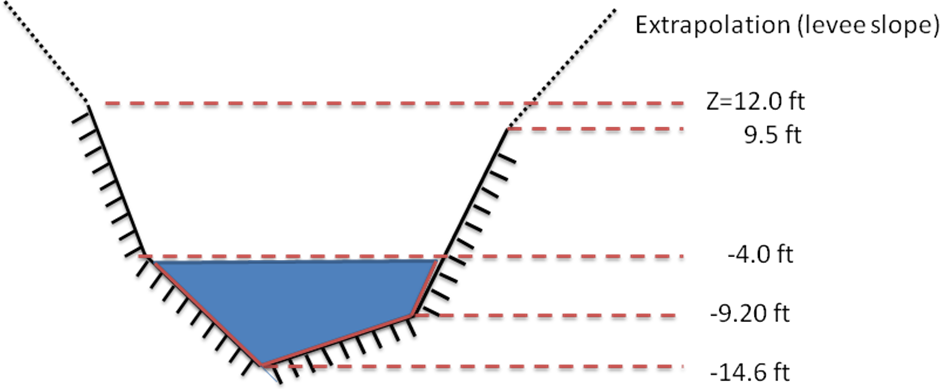 Extrapolation (levee slope)
Z=12.0 ft
9.5 ft
-4.0 ft
-9.20 ft
-14.6 ft